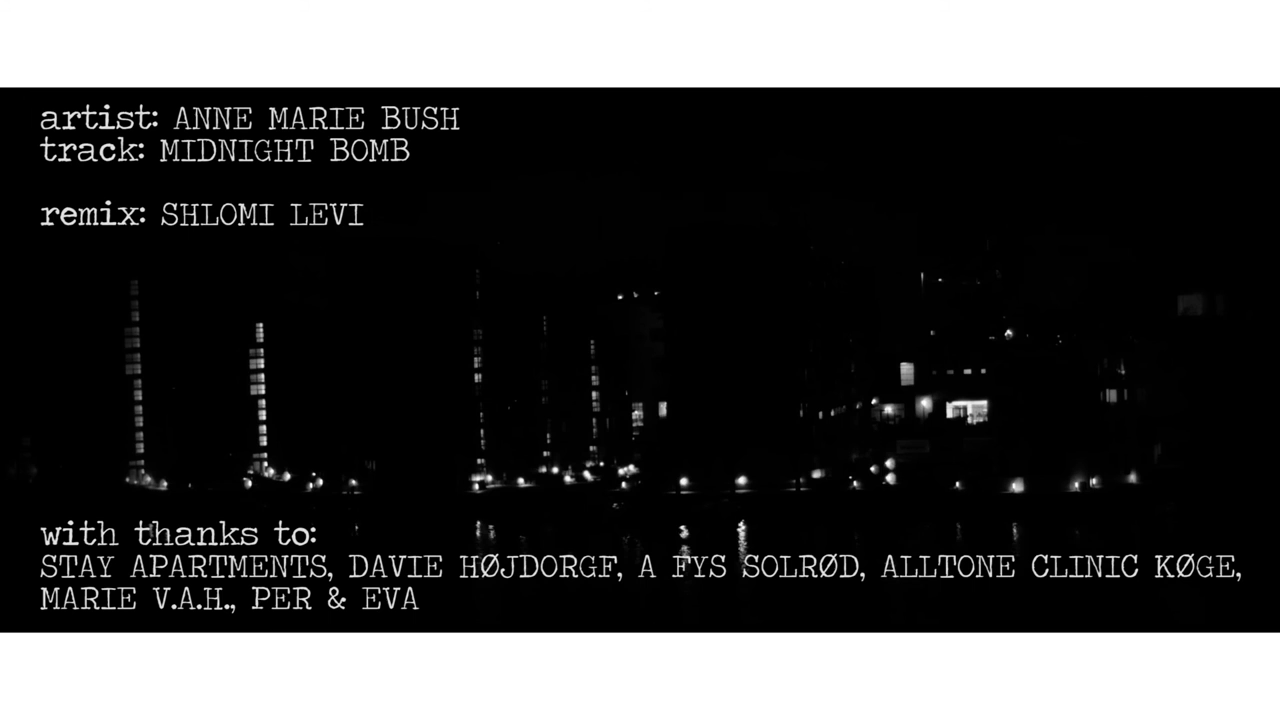 artist: ANNE MARIE BUSH
track: MIDNIGHT BOMB
remix: SHLOMI LEVI
with thanks to:
STAY APARTMENTS, DAVIE HØJDORGF, A FYS SOLRØD, ALLTONE CLINIC KØGE,
MARIE V.A.H., PER & EVA